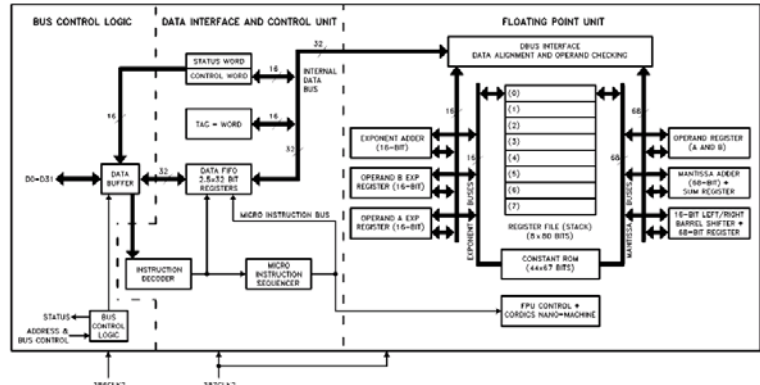 BUS CONTROL LOGIC
DATA INTERFACE AND CONTROL UNIT
FLOATING POINT UNIT
STATUS WORD
CONTROL WORD
16
32
INTERNAL
DATA
BUS
DBUS INTERFACE
DATA ALIGNMENT AND OPERAND CHECKING
16
TAG = WORD
16
32
16
68
(0)
(1)
(2)
(3)
(4)
(5)
(6)
(7)
EXPONENT ADDER
(16-BIT)
OPERAND REGISTER
(A AND B)
D0-D31
DATA
BUFFER
32
DATA FIFO
2.5x32 BIT
REGISTERS
OPERAND B EXP
REGISTER (16-BIT)
16
68
MANTISSA ADDER
(68-BIT) +
SUM REGISTER
MICRO INSTRUCTION BUS
OPERAND A EXP
REGISTER (16-BIT)
EXPONENT BUSES
MANTISSA BUSES
16-BIT LEFT/RIGHT
BARREL SHIFTER +
68-BIT REGISTER
REGISTER FILE (STACK)
(8x80 BITS)
INSTRUCTION
DECODER
MICRO
INSTRUCTION
SEQUENCER
CONSTANT ROM
(44x67 BITS)
FPU CONTROL +
CORDICS NANO-MACHINE
STATUS
ADDRESS &
BUS CONTROL
BUS
CONTROL
LOGIC